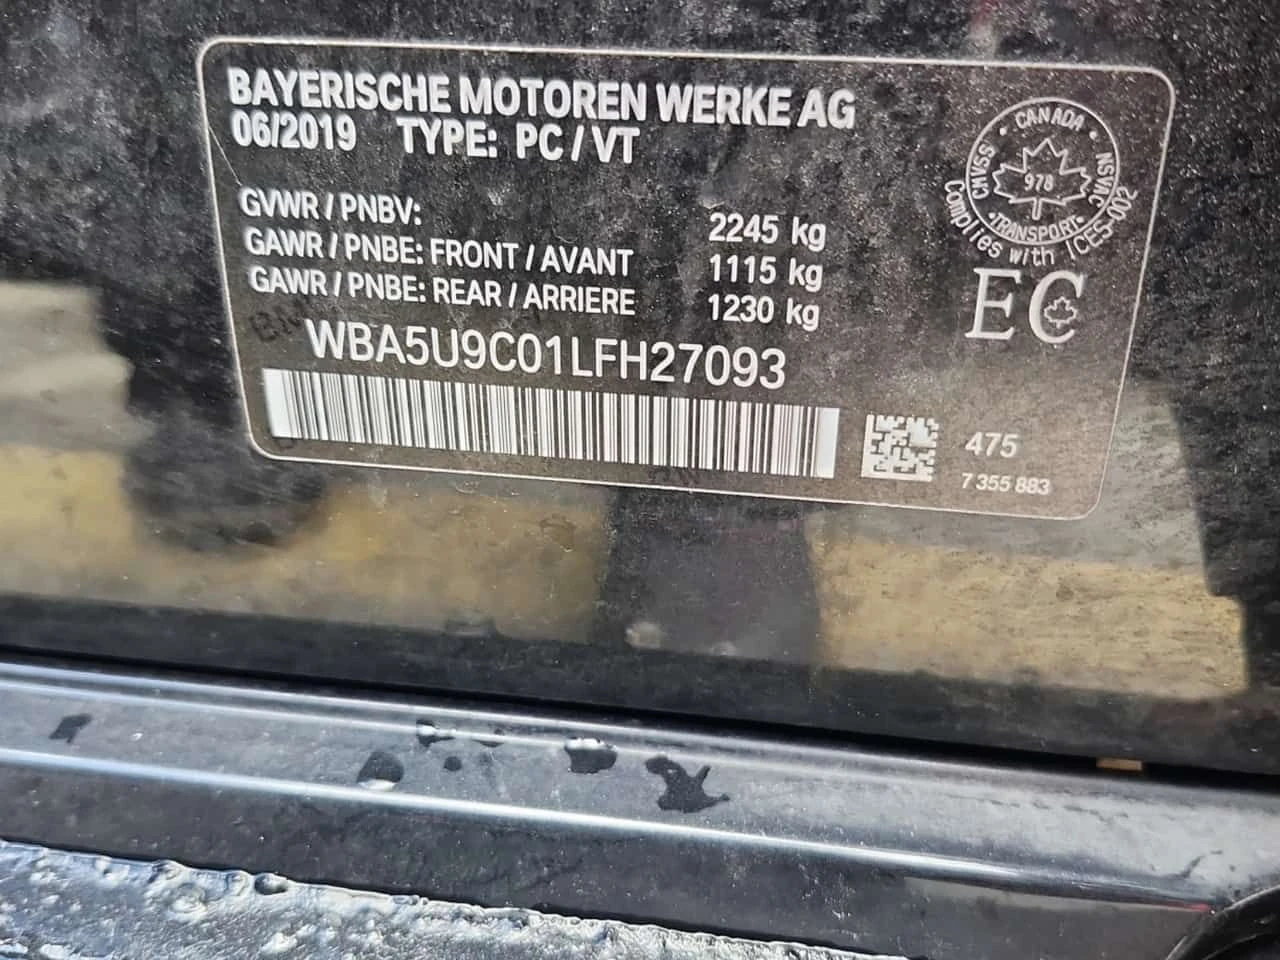 BAYERISCHE MOTOREN WERKE AG
06/2019 TYPE: PC / VT
GVWR / PNBV: 2245 kg
GAWR / PNBE: FRONT / AVANT 1115 kg
GAWR / PNBE: REAR / ARRIERE 1230 kg
WBA5U9C01LFH27093
CANADA
CMVSS
978
NSVAC
TRANSPORT
Complies with ICES-002
EC
475
7 355 883